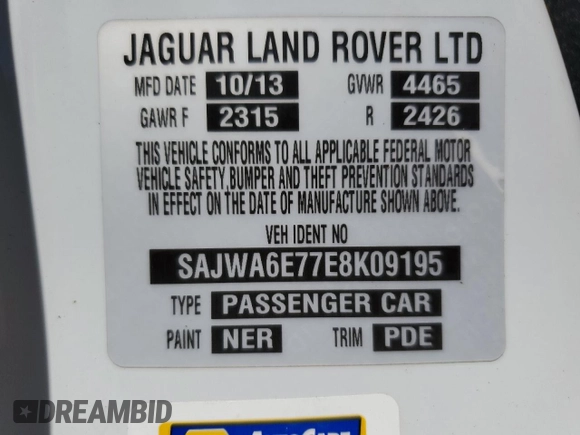 JAGUAR LAND ROVER LTD
MFD DATE 10/13 GVWR 4465
GAWR F 2315 R 2426
THIS VEHICLE CONFORMS TO ALL APPLICABLE FEDERAL MOTOR
VEHICLE SAFETY,BUMPER AND THEFT PREVENTION STANDARDS
IN EFFECT ON THE DATE OF MANUFACTURE SHOWN ABOVE.
VEH IDENT NO
SAJWA6E77E8K09195
TYPE PASSENGER CAR
PAINT NER TRIM PDE
DREAMBID